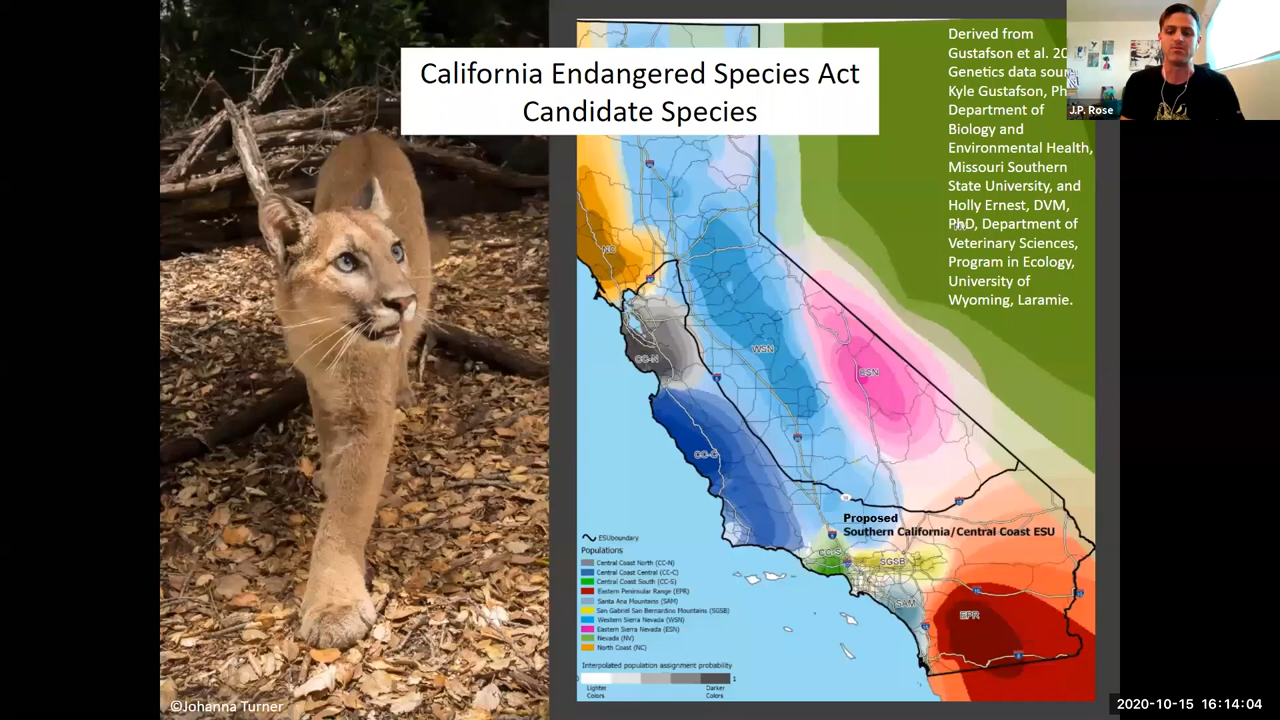 California Endangered Species Act
Candidate Species
Derived from
Gustafson et al.
Genetics data
Kyle Gustafson,
Department of
Biology and
Environmental Health,
Missouri Southern
State University, and
Holly Ernest, DVM,
PhD, Department of
Veterinary Sciences,
Program in Ecology,
University of
Wyoming, Laramie.
J.P. Rose
NC
CC-N
WSN
ESN
CC-C
Proposed
Southern California/Central Coast ESU
CC-S
SGSB
SAM
EPR
ESUboundary
Populations
Central Coast North (CC-N)
Central Coast Central (CC-C)
Central Coast South (CC-S)
Eastern Peninsular Range (EPR)
Santa Ana Mountains (SAM)
San Gabriel San Bernardino Mountains (SGSB)
Western Sierra Nevada (WSN)
Eastern Sierra Nevada (ESN)
Nevada (NV)
North Coast (NC)
Interpolated population assignment probability
0 1
Lighter Darker
Colors Colors
©Johanna Turner
2020-10-15 16:14:04